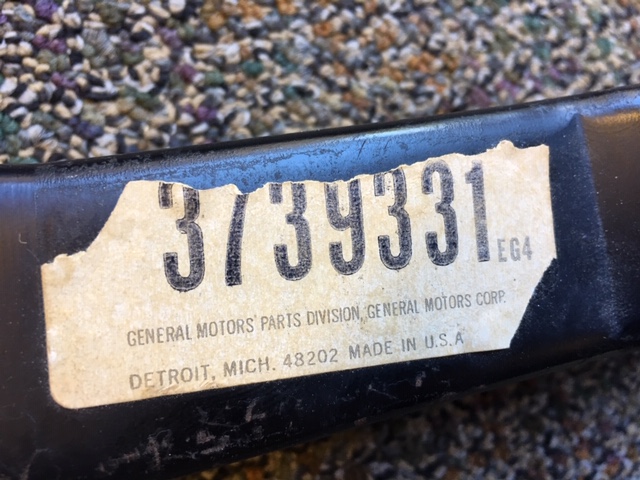 3739331 EG4
GENERAL MOTORS PARTS DIVISION, GENERAL MOTORS CORP.
DETROIT, MICH. 48202 MADE IN U.S.A